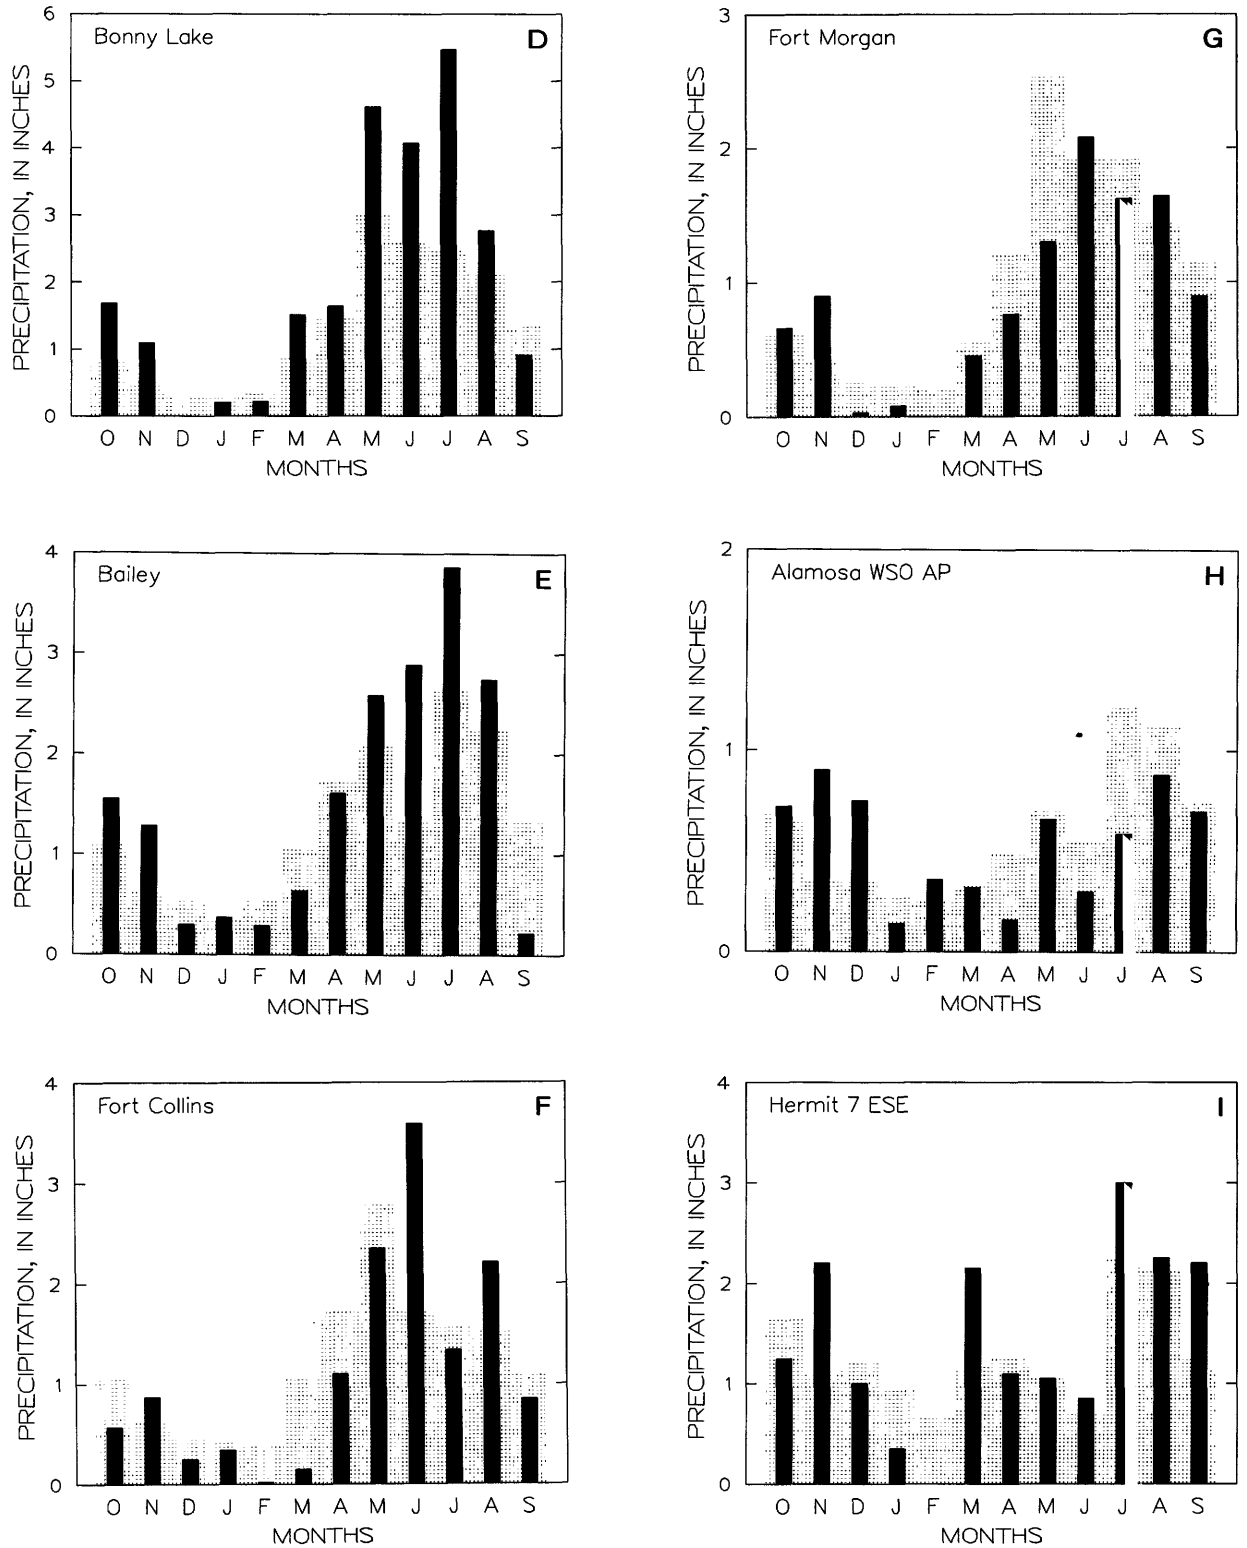 Bonny Lake D
PRECIPITATION, IN INCHES
6
5
4
3
2
1
0
O N D J F M A M J J A S
MONTHS
Fort Morgan G
PRECIPITATION, IN INCHES
3
2
1
0
O N D J F M A M J J A S
MONTHS
Bailey E
PRECIPITATION, IN INCHES
4
3
2
1
0
O N D J F M A M J J A S
MONTHS
Alamosa WSO AP H
PRECIPITATION, IN INCHES
2
1
0
O N D J F M A M J J A S
MONTHS
Fort Collins F
PRECIPITATION, IN INCHES
4
3
2
1
0
O N D J F M A M J J A S
MONTHS
Hermit 7 ESE I
PRECIPITATION, IN INCHES
4
3
2
1
0
O N D J F M A M J J A S
MONTHS